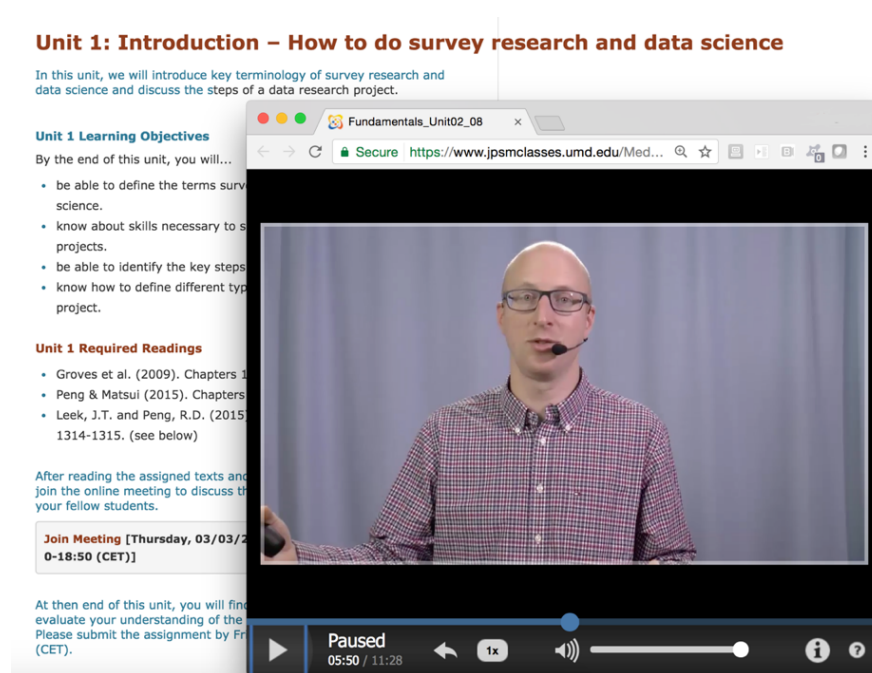 Unit 1: Introduction – How to do survey research and data science
In this unit, we will introduce key terminology of survey research and
data science and discuss the steps of a data research project.
Unit 1 Learning Objectives
By the end of this unit, you will...
be able to define the terms surv
science.
know about skills necessary to s
projects.
be able to identify the key steps
know how to define different typ
project.
Unit 1 Required Readings
Groves et al. (2009). Chapters 1
Peng & Matsui (2015). Chapters
Leek, J.T. and Peng, R.D. (2015)
1314-1315. (see below)
After reading the assigned texts and
join the online meeting to discuss th
your fellow students.
Join Meeting [Thursday, 03/03/2
0-18:50 (CET)]
At then end of this unit, you will find
evaluate your understanding of the
Please submit the assignment by Fr
(CET).
Fundamentals_Unit02_08
Secure https://www.jpsmclasses.umd.edu/Med...
0
Paused
05:50 / 11:28
1x